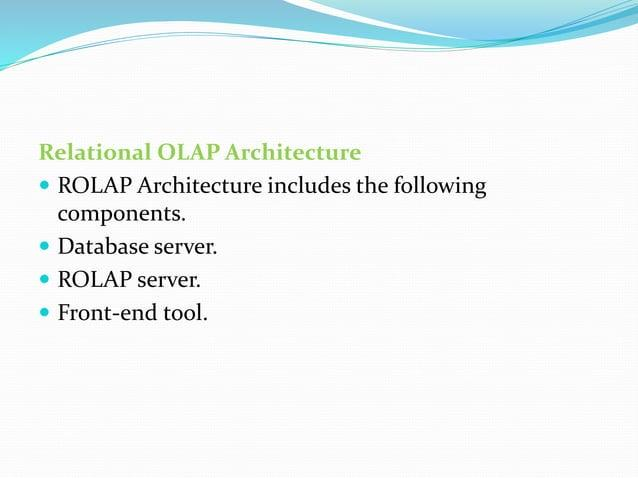 Relational OLAP Architecture
• ROLAP Architecture includes the following
components.
• Database server.
• ROLAP server.
• Front-end tool.